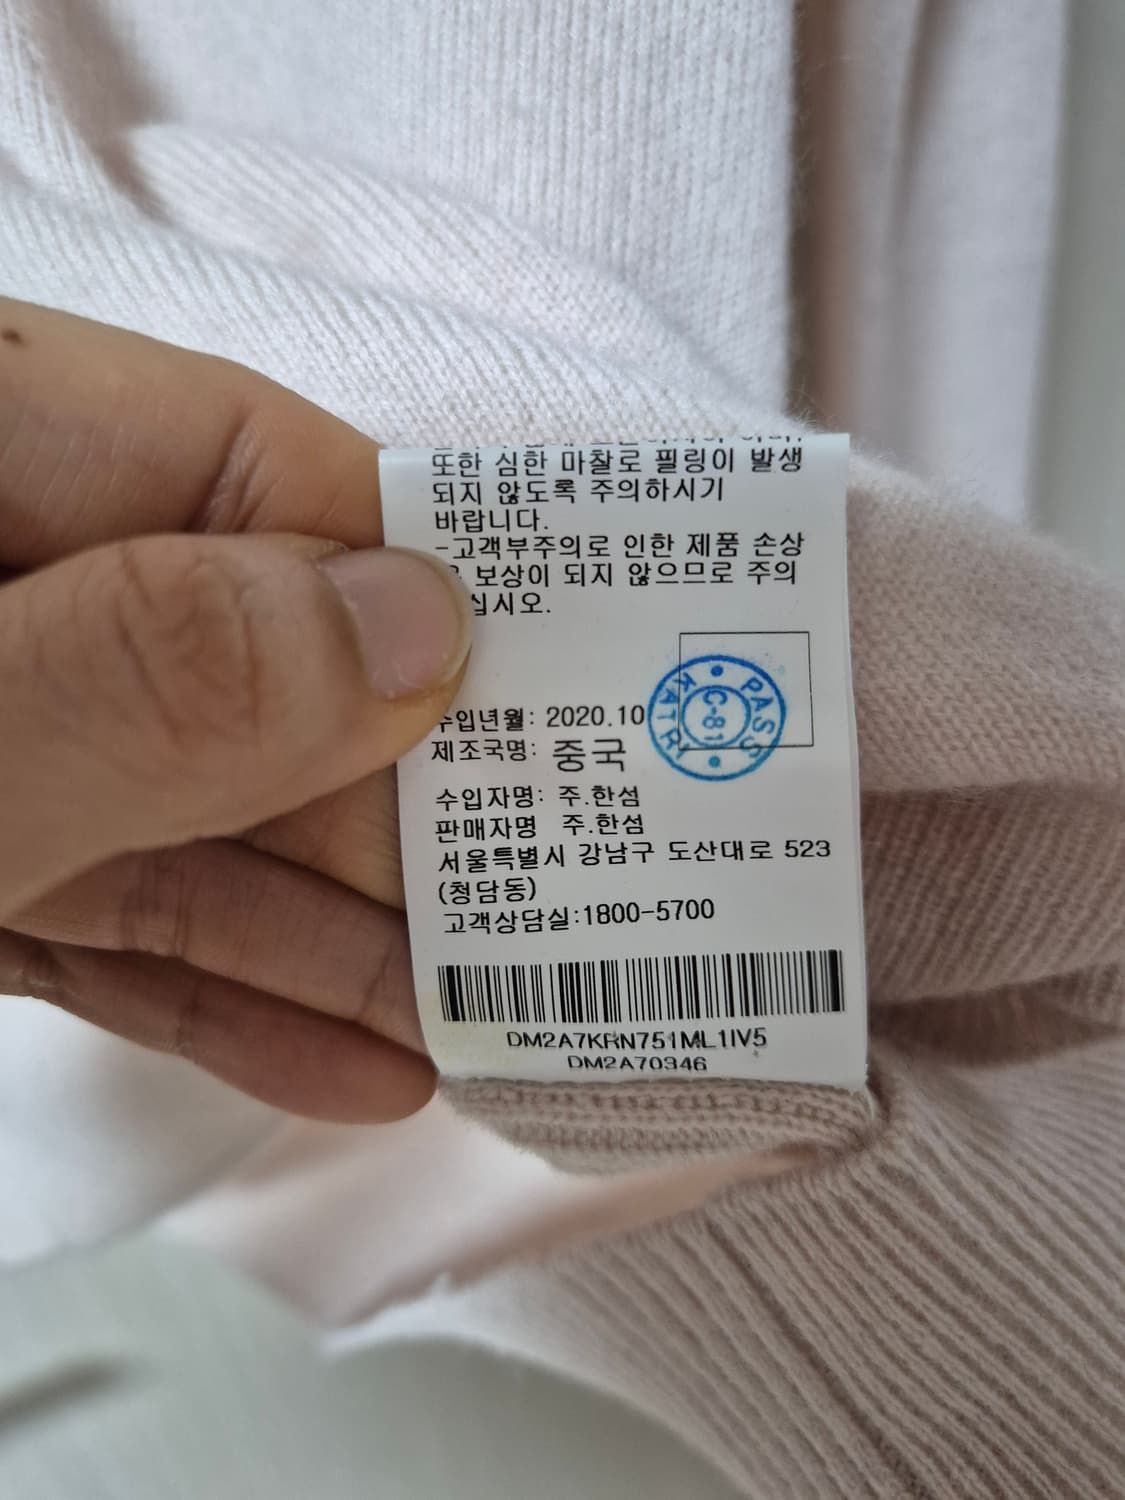 또한 심한 마찰로 필링이 발생
되지 않도록 주의하시기
바랍니다.
-고객부주의로 인한 제품 손상
보상이 되지 않으므로 주의
십시오.
수입년월: 2020.10
제조국명: 중국
PASS
KATRI
C-81
수입자명: 주.한섬
판매자명 주.한섬
서울특별시 강남구 도산대로 523
(청담동)
고객상담실:1800-5700
DM2A7KRN751ML1IV5
DM2A70346